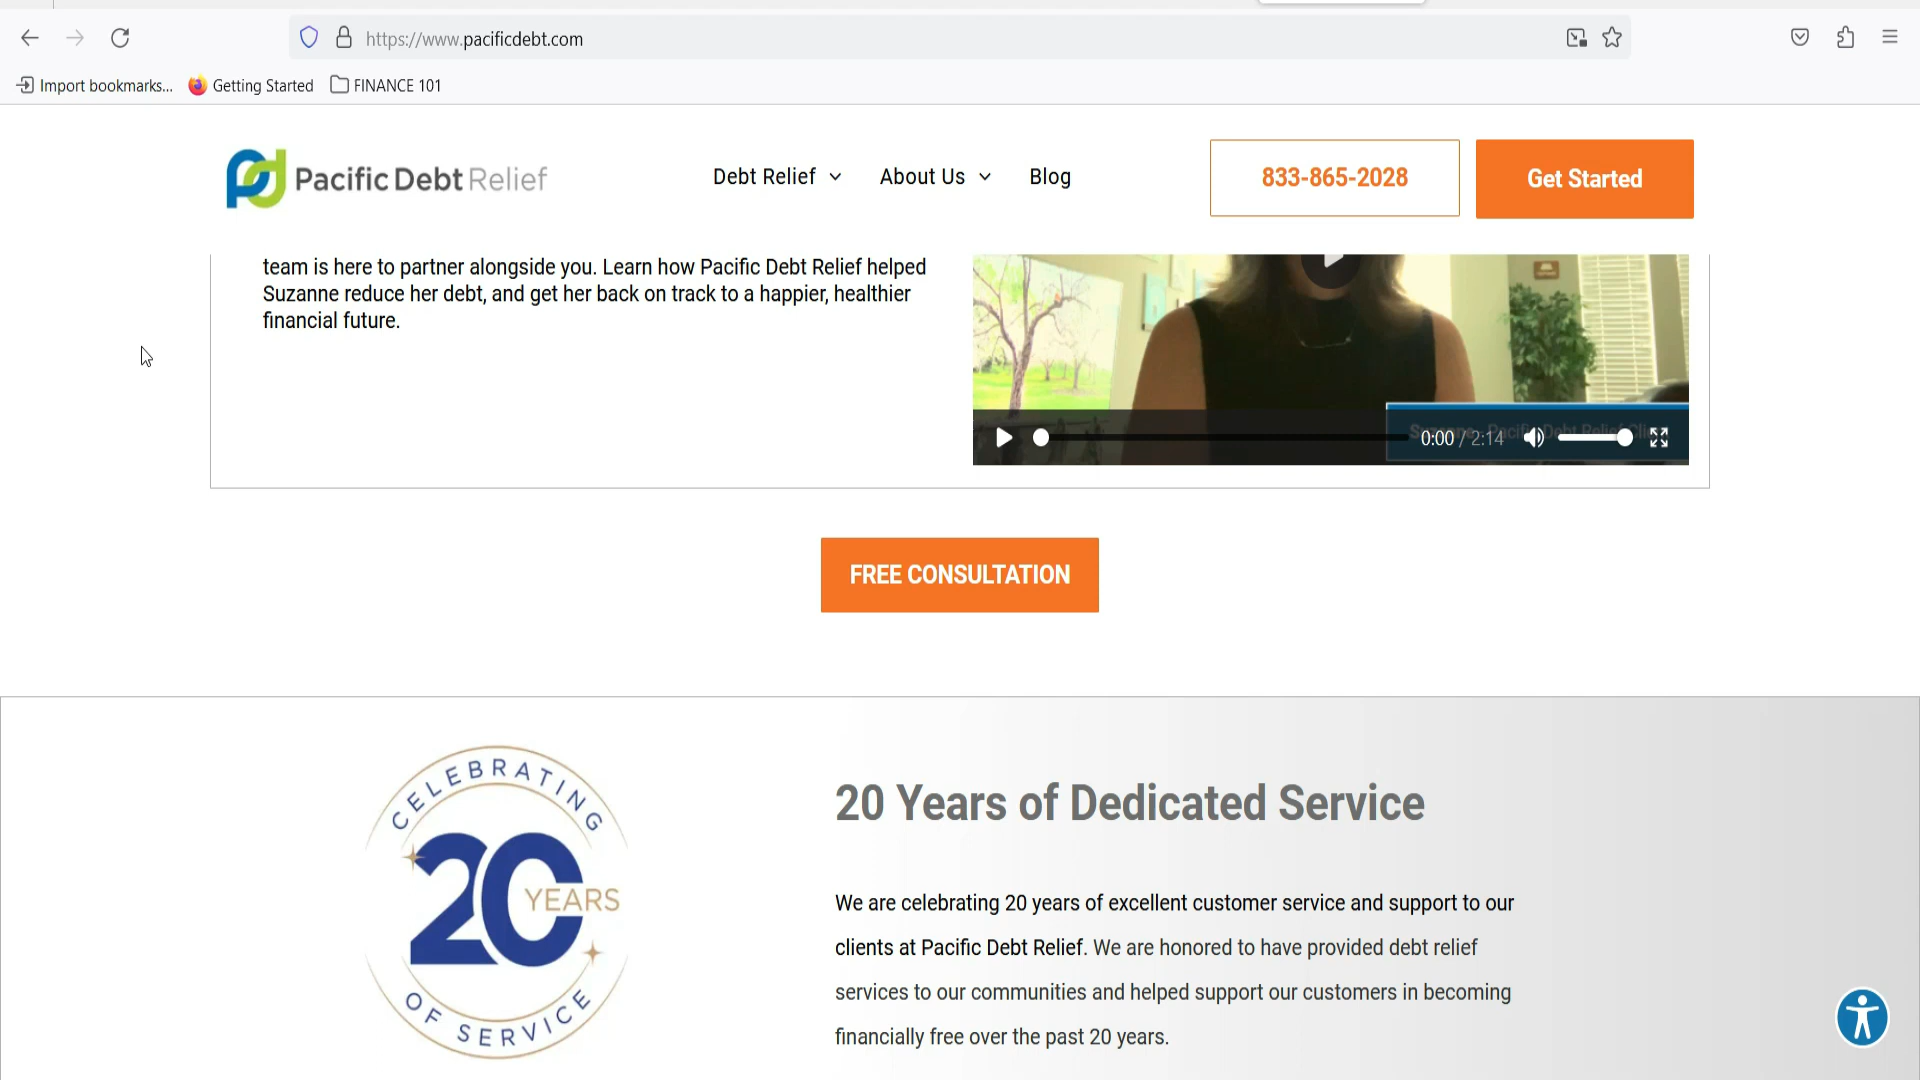 https://www.pacificdebt.com
Import bookmarks... Getting Started FINANCE 101
Pacific Debt Relief Debt Relief About Us Blog 833-865-2028 Get Started
team is here to partner alongside you. Learn how Pacific Debt Relief helped
Suzanne reduce her debt, and get her back on track to a happier, healthier
financial future.
0:00 / 2:14
FREE CONSULTATION
CELEBRATING
20 YEARS
OF SERVICE
20 Years of Dedicated Service
We are celebrating 20 years of excellent customer service and support to our
clients at Pacific Debt Relief. We are honored to have provided debt relief
services to our communities and helped support our customers in becoming
financially free over the past 20 years.